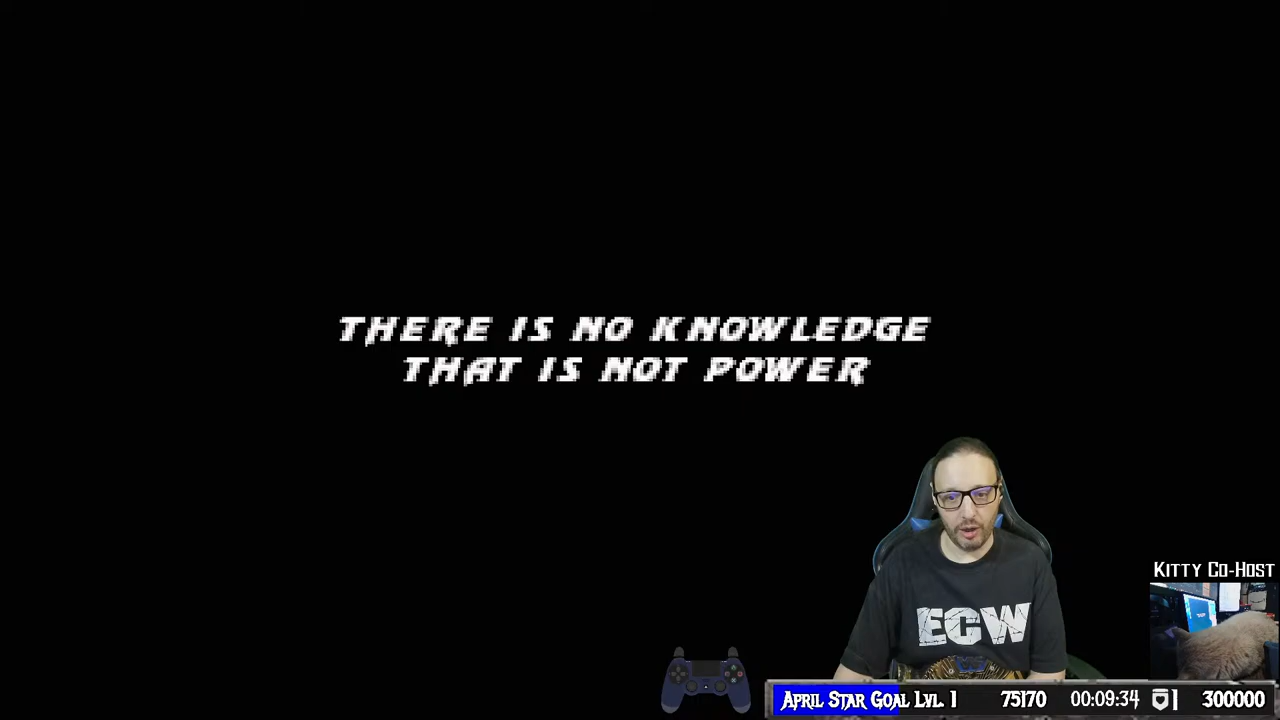 THERE IS NO KNOWLEDGE
THAT IS NOT POWER
ECW
KITTY CO-HOST
APRIL STAR GOAL LVL. 1 75170 00:09:34 1 300000